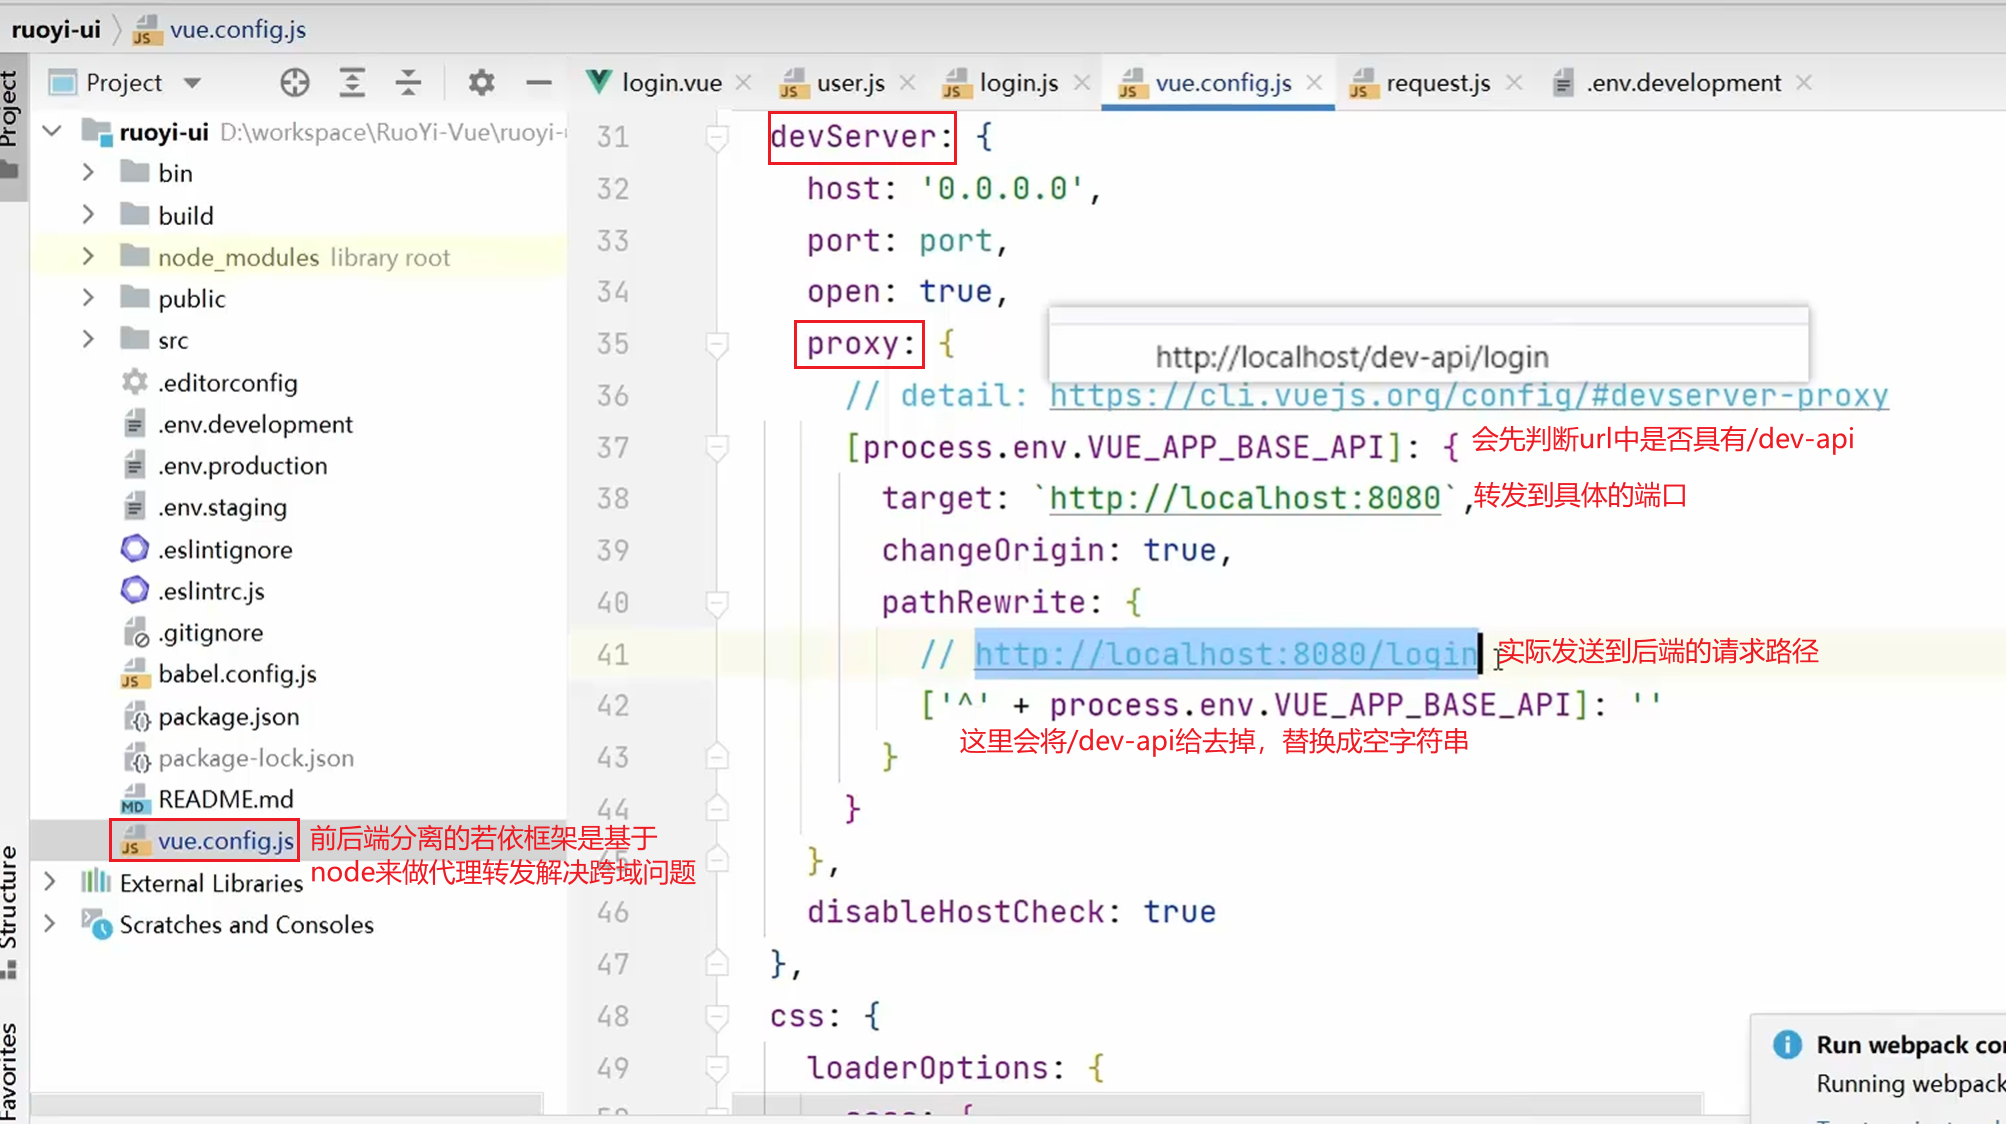 ruoyi-ui vue.config.js
Project
Project
login.vue
user.js
login.js
vue.config.js
request.js
.env.development
ruoyi-ui D:\workspace\RuoYi-Vue\ruoyi-
bin
build
node_modules library root
public
src
.editorconfig
.env.development
.env.production
.env.staging
.eslintignore
.eslintrc.js
.gitignore
babel.config.js
package.json
package-lock.json
README.md
vue.config.js
前后端分离的若依框架是基于
node来做代理转发解决跨域问题
External Libraries
Scratches and Consoles
Structure
Favorites
31 devServer: {
32 host: '0.0.0.0',
33 port: port,
34 open: true,
35 proxy: {
http://localhost/dev-api/login
36 // detail: https://cli.vuejs.org/config/#devserver-proxy
37 [process.env.VUE_APP_BASE_API]: { 会先判断url中是否具有/dev-api
38 target: `http://localhost:8080`, 转发到具体的端口
39 changeOrigin: true,
40 pathRewrite: {
41 // http://localhost:8080/login 实际发送到后端的请求路径
42 ['^' + process.env.VUE_APP_BASE_API]: ''
这里会将/dev-api给去掉，替换成空字符串
43 }
44 }
45 },
46 disableHostCheck: true
47 },
48 css: {
49 loaderOptions: {
Run webpack
Running webpack